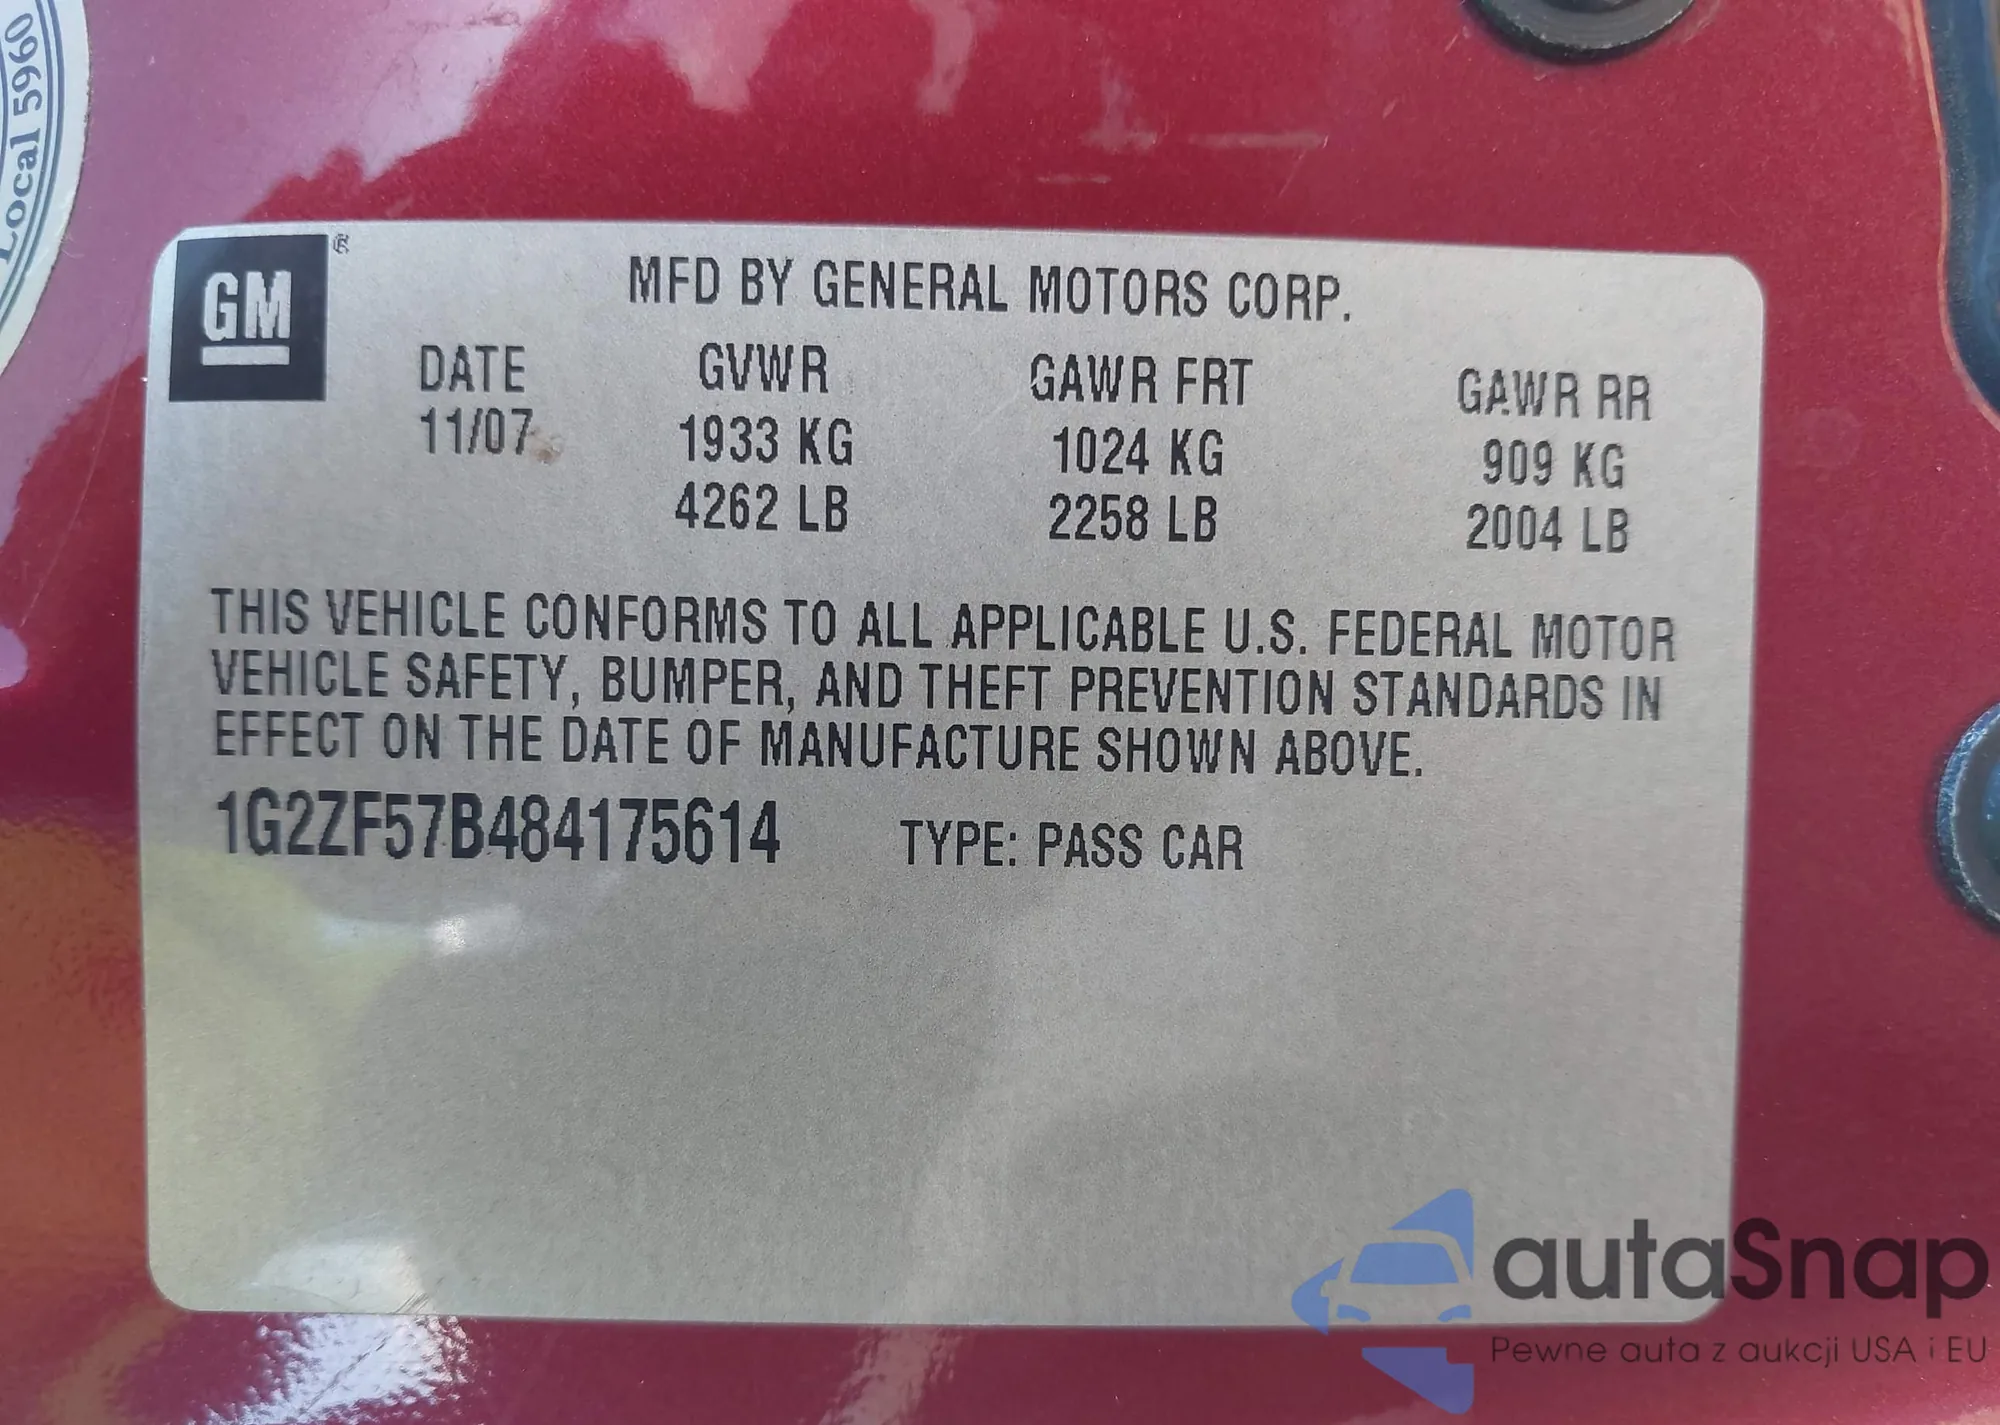 Local 5960
GM
®
MFD BY GENERAL MOTORS CORP.
DATE GVWR GAWR FRT GAWR RR
11/07 1933 KG 1024 KG 909 KG
4262 LB 2258 LB 2004 LB
THIS VEHICLE CONFORMS TO ALL APPLICABLE U.S. FEDERAL MOTOR
VEHICLE SAFETY, BUMPER, AND THEFT PREVENTION STANDARDS IN
EFFECT ON THE DATE OF MANUFACTURE SHOWN ABOVE.
1G2ZF57B484175614 TYPE: PASS CAR
autaSnap
Pewne auta z aukcji USA i EU